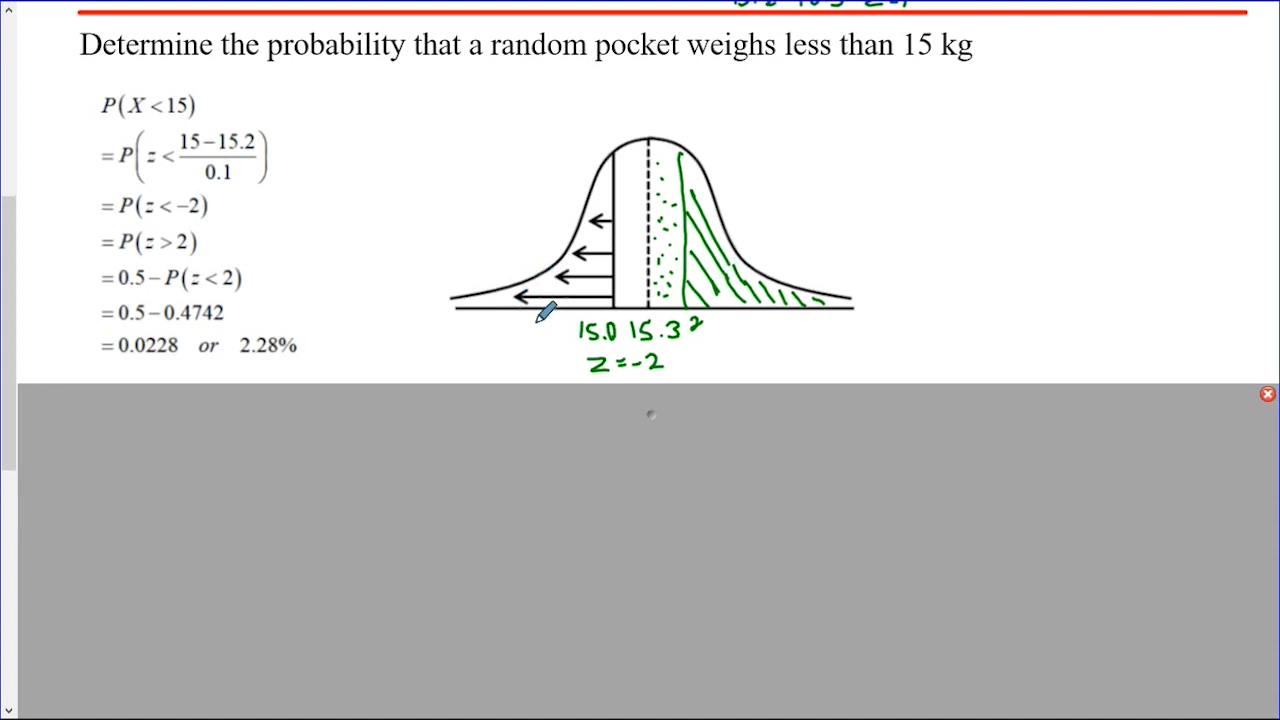 Determine the probability that a random pocket weighs less than 15 kg
P(X<15)
=P(z<(15−15.2)/0.1)
=P(z<−2)
=P(z>2)
=0.5−P(z<2)
=0.5−0.4742
=0.0228 or 2.28%
15.0 15.3 2
z=-2